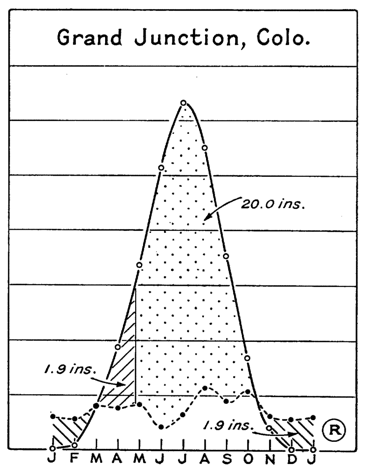 Grand Junction, Colo.
20.0 ins.
1.9 ins.
1.9 ins.
R
J F M A M J J A S O N D J